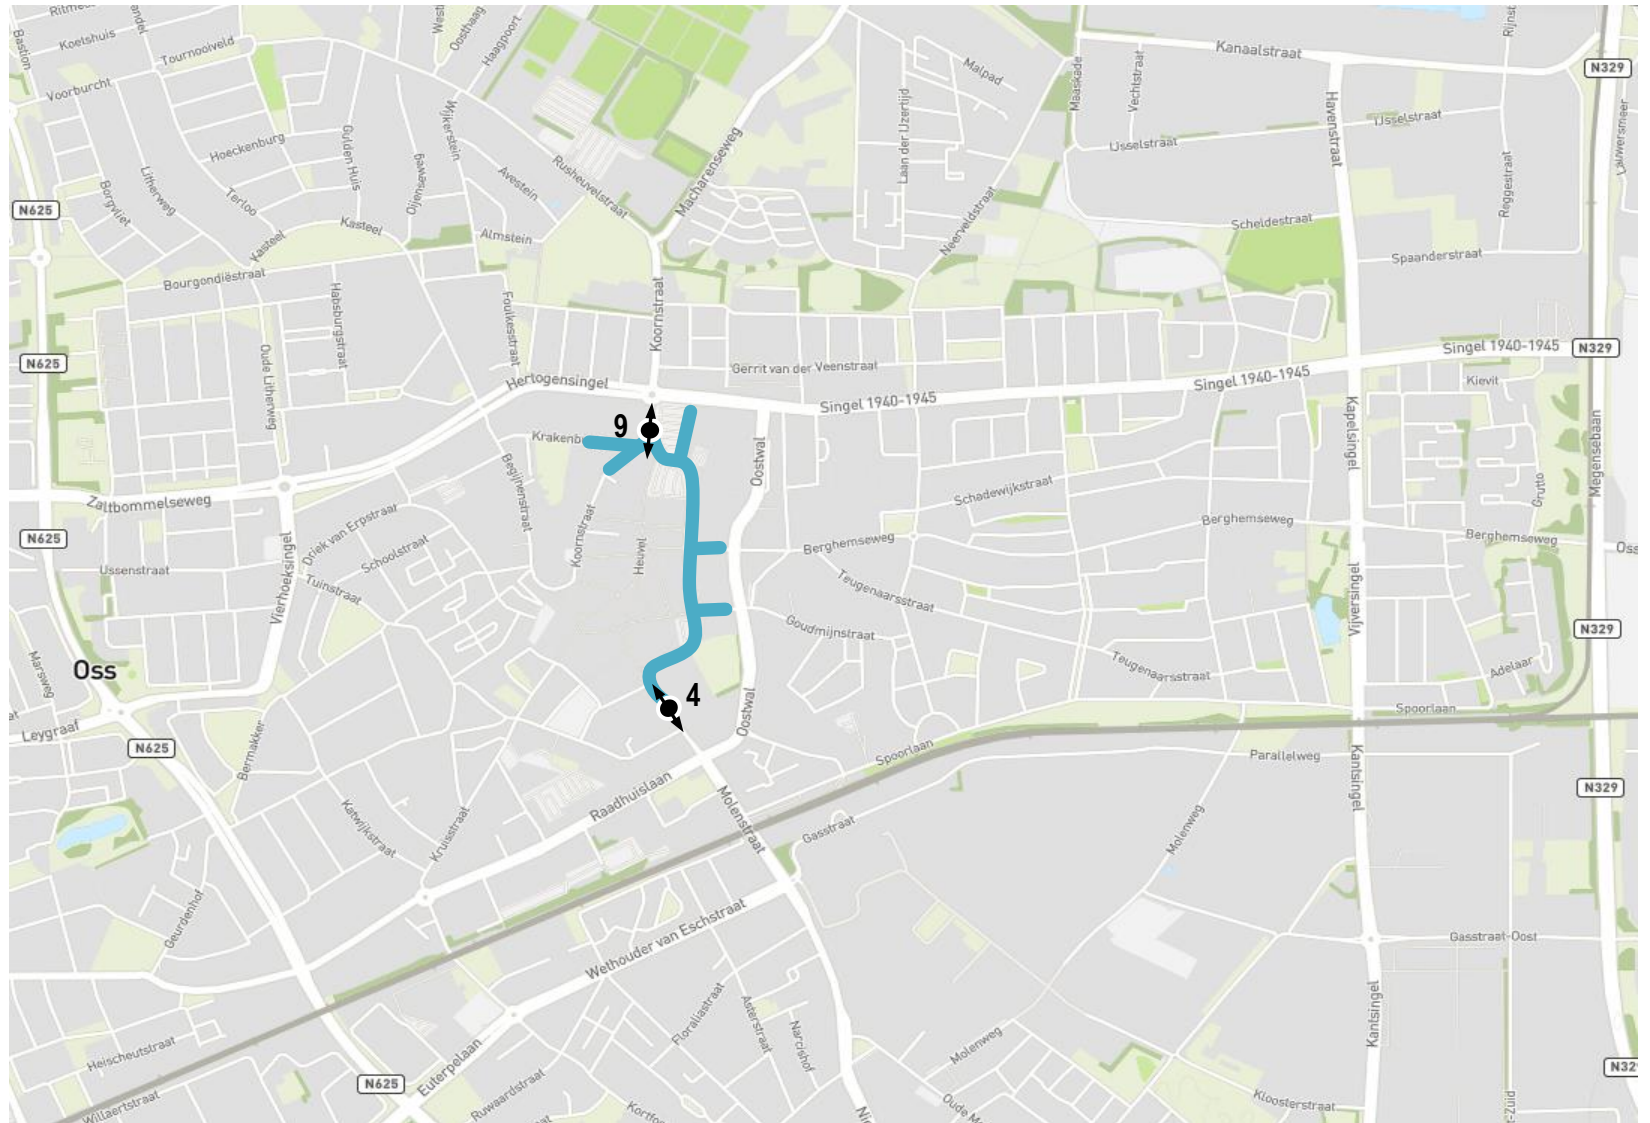 Koetshuis
Tournooiveld
Bastion
Oosthaag
Haagpoort
Voorburcht
Malpad
Maaskade
Vechtstraat
Kanaalstraat
N329
Havenstraat
IJsselstraat
IJsselstraat
Lauwersmeer
Laan der IJzertijd
Reggestraat
Wijkerstein
Hoeckenburg
Gulden Huis
Dijenseweg
Litherweg
Borgvliet
Terloo
Avestein
Rusheuvelstraat
Macharenseweg
N625
Kasteel
Kasteel
Almstein
Neerveldstraat
Scheldestraat
Spaanderstraat
Bourgondiëstraat
Habsburgstraat
Foulkesstraat
Koornstraat
N625
Oude Litherweg
Hertogensingel
Gerrit van der Veenstraat
Singel 1940-1945
Singel 1940-1945
Singel 1940-1945
N329
Kievit
Kapelsingel
Megensebaan
9
Oostwal
Begijnenstraat
Zaltbommelseweg
Schadewijkstraat
Grutto
N625
Driek van Erpstraat
Schoolstraat
Koornstraat
Heuvel
Berghemseweg
Berghemseweg
Berghemseweg
Ussenstraat
Vierhoeksingel
Tuinstraat
Teugenaarsstraat
Vijversingel
N329
Goudmijnstraat
Teugenaarsstraat
Adelaar
Marsweg
Oss
4
Oostwal
Spoorlaan
Leygraaf
N625
Bermakker
Spoorlaan
Parallelweg
Kantsingel
N329
Raadhuislaan
Molenstraat
Katwijkstraat
Kruisstraat
Gasstraat
Molenweg
Geurdenhof
Wethouder van Eschstraat
Gasstraat-Oost
Floraliastraat
Asterstraat
Narcishof
Kantsingel
Heischeutstraat
Molenweg
N625
Euterpelaan
Ruwaardstraat
Willaertstraat
Kloosterstraat